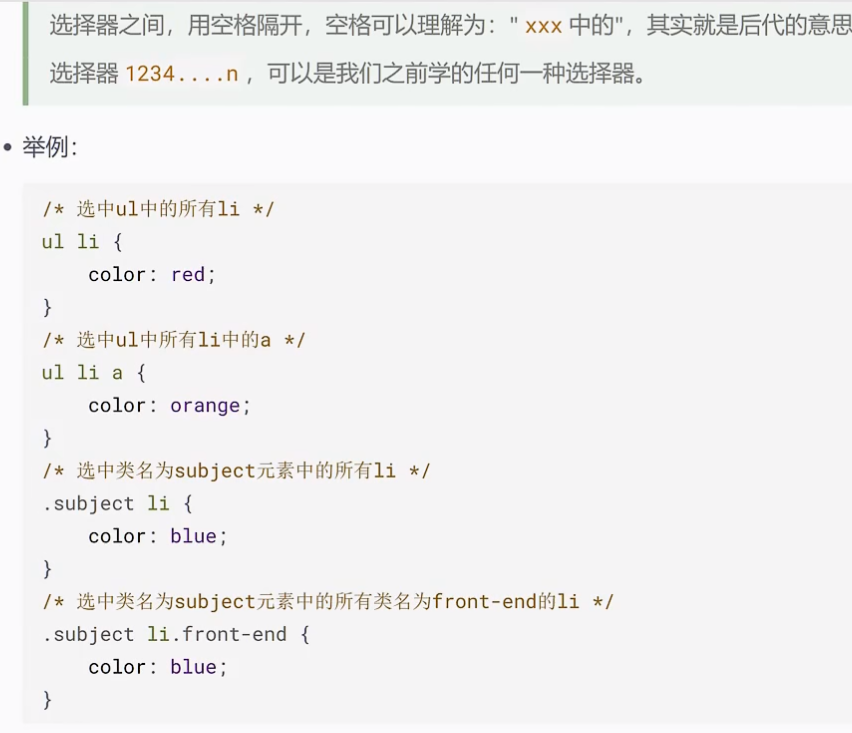 选择器之间，用空格隔开，空格可以理解为：" xxx 中的"，其实就是后代的意思
选择器 1234....n ，可以是我们之前学的任何一种选择器。
• 举例：
/* 选中ul中的所有li */
ul li {
    color: red;
}
/* 选中ul中所有li中的a */
ul li a {
    color: orange;
}
/* 选中类名为subject元素中的所有li */
.subject li {
    color: blue;
}
/* 选中类名为subject元素中的所有类名为front-end的li */
.subject li.front-end {
    color: blue;
}